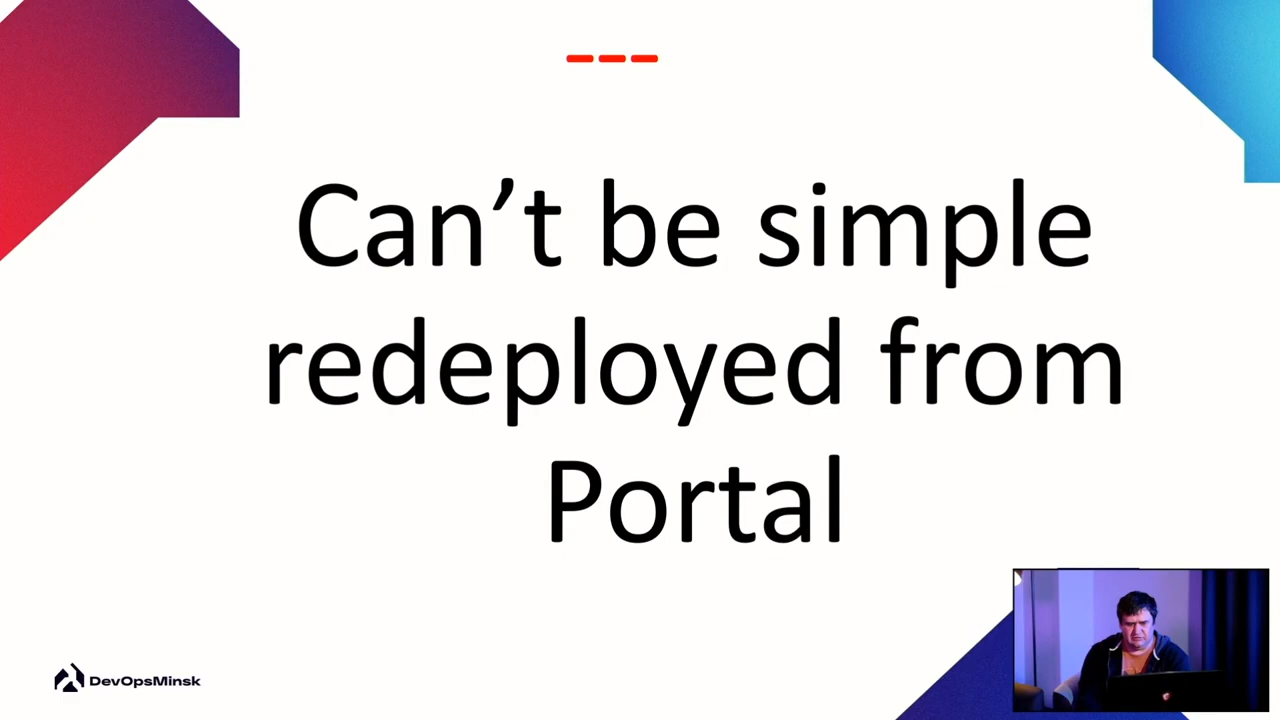 ---
Can’t be simple
redeployed from
Portal
DevOpsMinsk